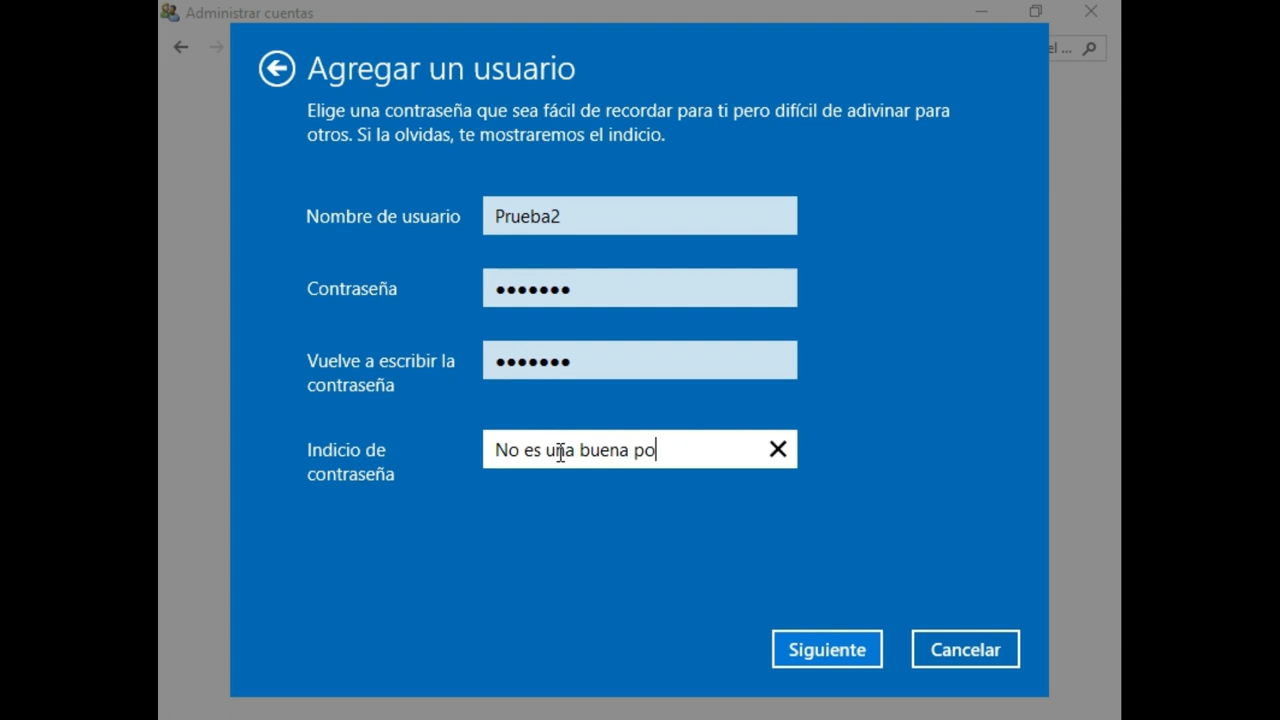 Administrar cuentas
el ...
Agregar un usuario
Elige una contraseña que sea fácil de recordar para ti pero difícil de adivinar para
otros. Si la olvidas, te mostraremos el indicio.
Nombre de usuario
Prueba2
Contraseña
●●●●●●●
Vuelve a escribir la
contraseña
●●●●●●●
Indicio de
contraseña
No es una buena po
Siguiente
Cancelar